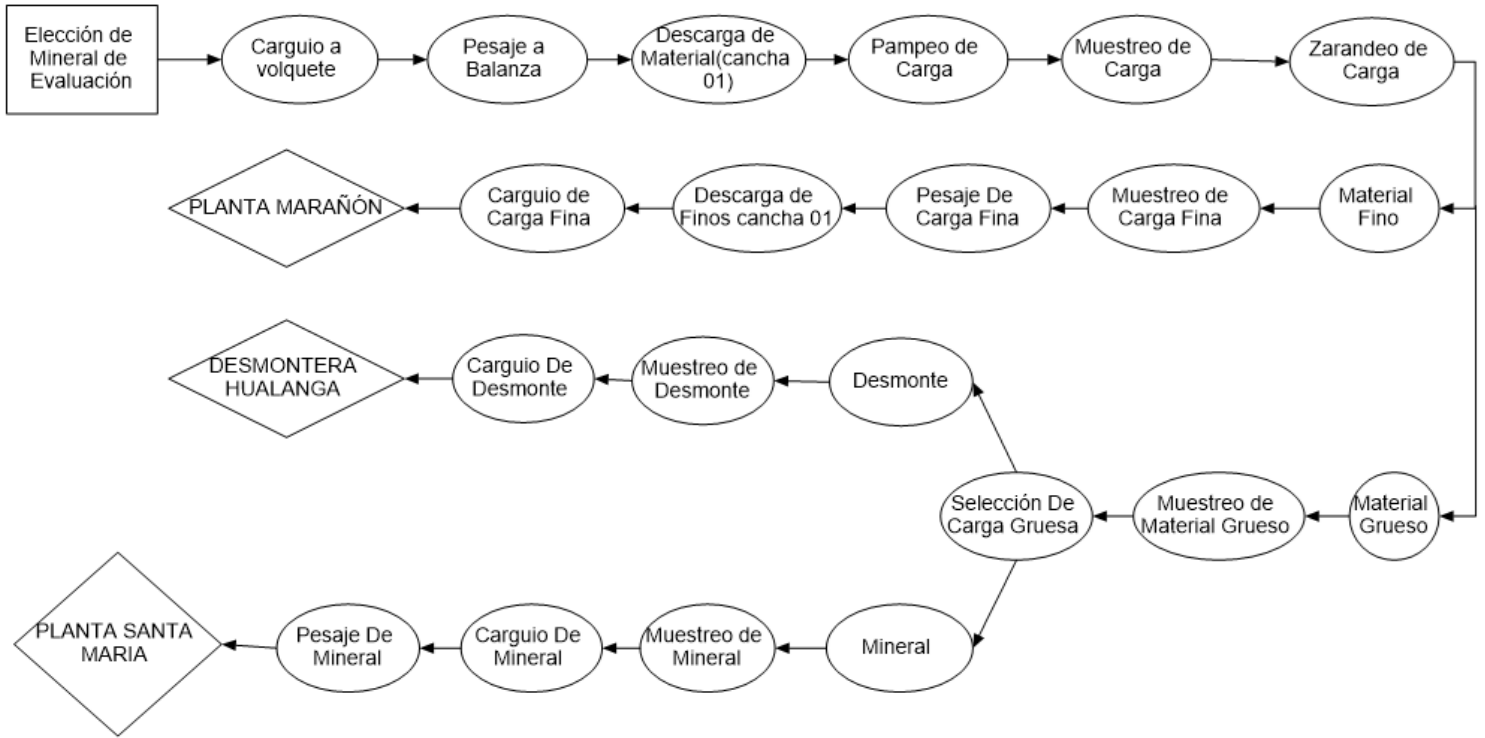 Elección de
Mineral de
Evaluación
Carguio a
volquete
Pesaje a
Balanza
Descarga de
Material(cancha
01)
Pampeo de
Carga
Muestreo de
Carga
Zarandeo de
Carga
PLANTA MARAÑÓN
Carguio de
Carga Fina
Descarga de
Finos cancha 01
Pesaje De
Carga Fina
Muestreo de
Carga Fina
Material
Fino
DESMONTERA
HUALANGA
Carguio De
Desmonte
Muestreo de
Desmonte
Desmonte
Selección De
Carga Gruesa
Muestreo de
Material Grueso
Material
Grueso
PLANTA SANTA
MARIA
Pesaje De
Mineral
Carguio De
Mineral
Muestreo de
Mineral
Mineral